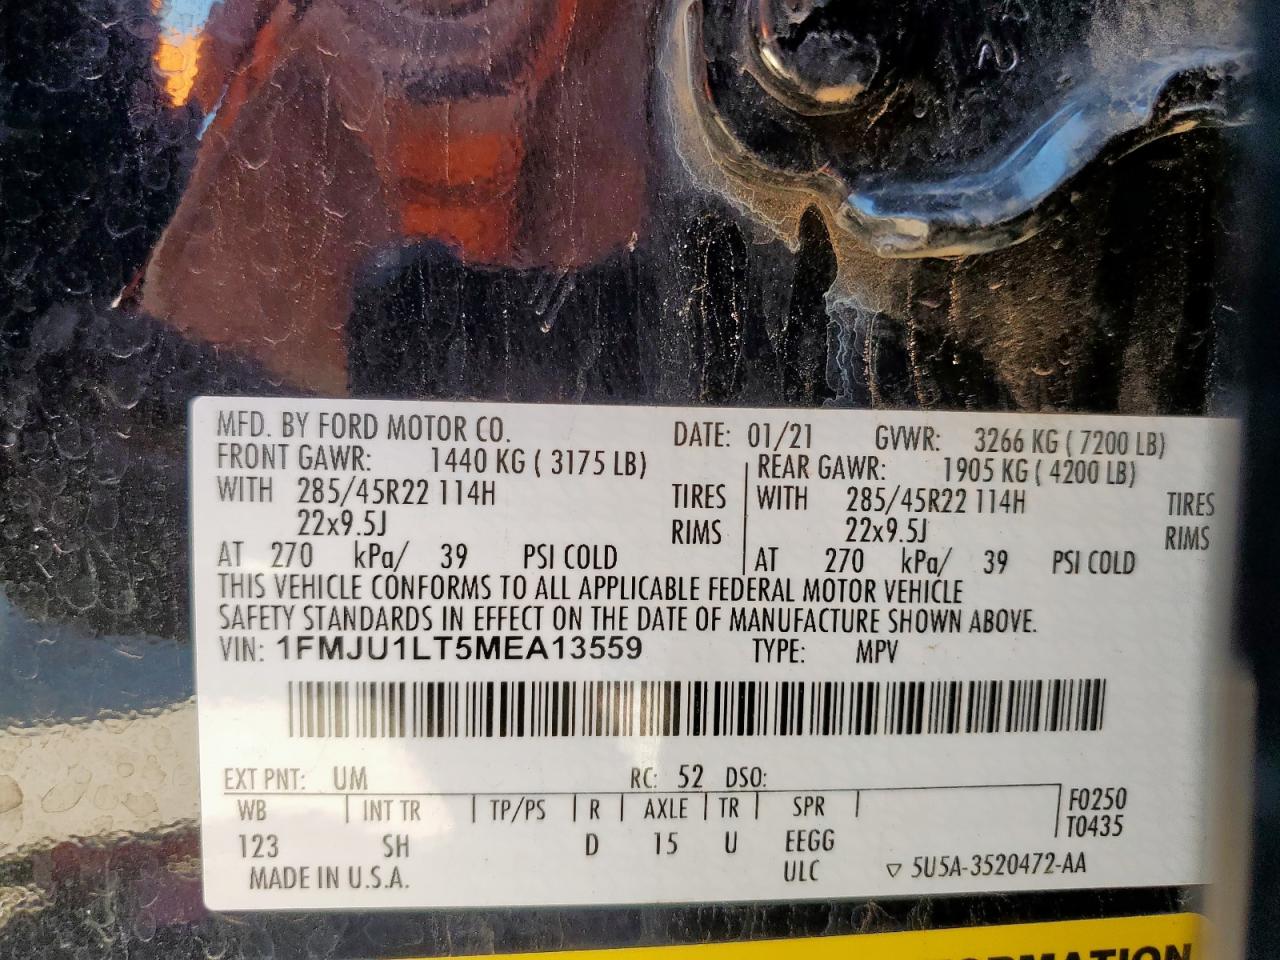 MFD. BY FORD MOTOR CO. DATE: 01/21 GVWR: 3266 KG ( 7200 LB)
FRONT GAWR: 1440 KG ( 3175 LB) REAR GAWR: 1905 KG ( 4200 LB)
WITH 285/45R22 114H TIRES WITH 285/45R22 114H TIRES
22x9.5J RIMS 22x9.5J RIMS
AT 270 kPa/ 39 PSI COLD AT 270 kPa/ 39 PSI COLD
THIS VEHICLE CONFORMS TO ALL APPLICABLE FEDERAL MOTOR VEHICLE
SAFETY STANDARDS IN EFFECT ON THE DATE OF MANUFACTURE SHOWN ABOVE.
VIN: 1FMJU1LT5MEA13559 TYPE: MPV
EXT PNT: UM RC: 52 DSO:
WB INT TR TP/PS R AXLE TR SPR F0250
T0435
123 SH D 15 U EEGG
MADE IN U.S.A. ULC ▽ 5U5A-3520472-AA